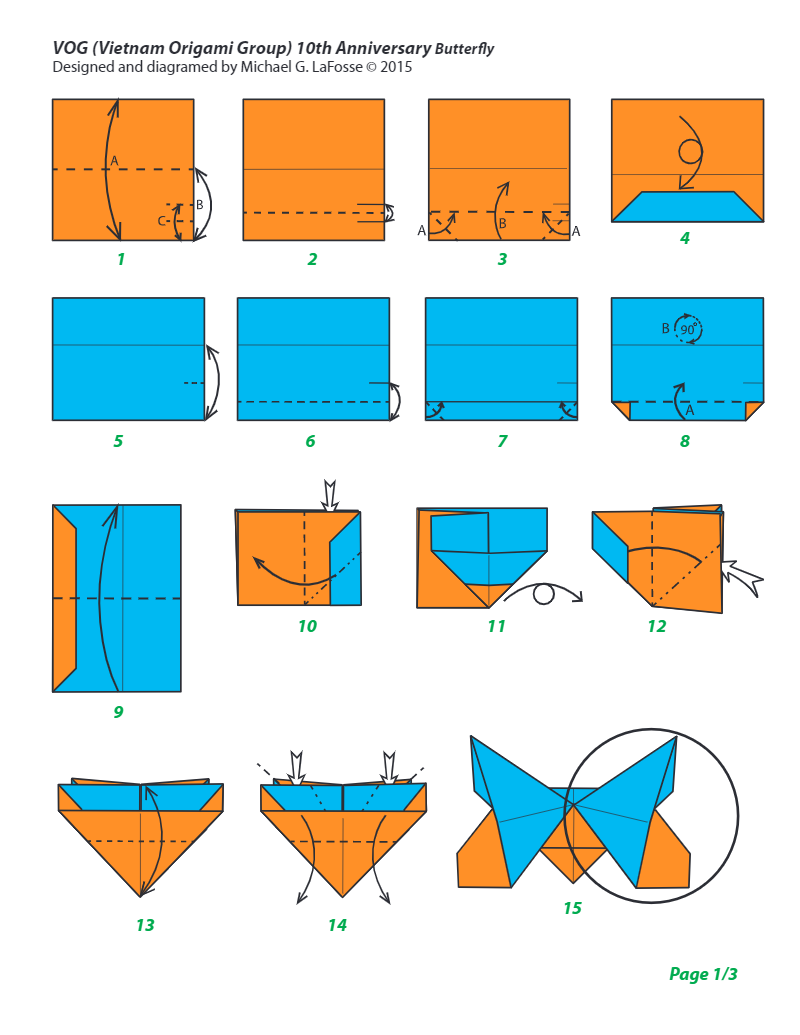 VOG (Vietnam Origami Group) 10th Anniversary Butterfly
Designed and diagramed by Michael G. LaFosse © 2015
A
B
C
1
2
A
B
A
3
4
5
6
7
B 90°
A
8
9
10
11
12
13
14
15
Page 1/3